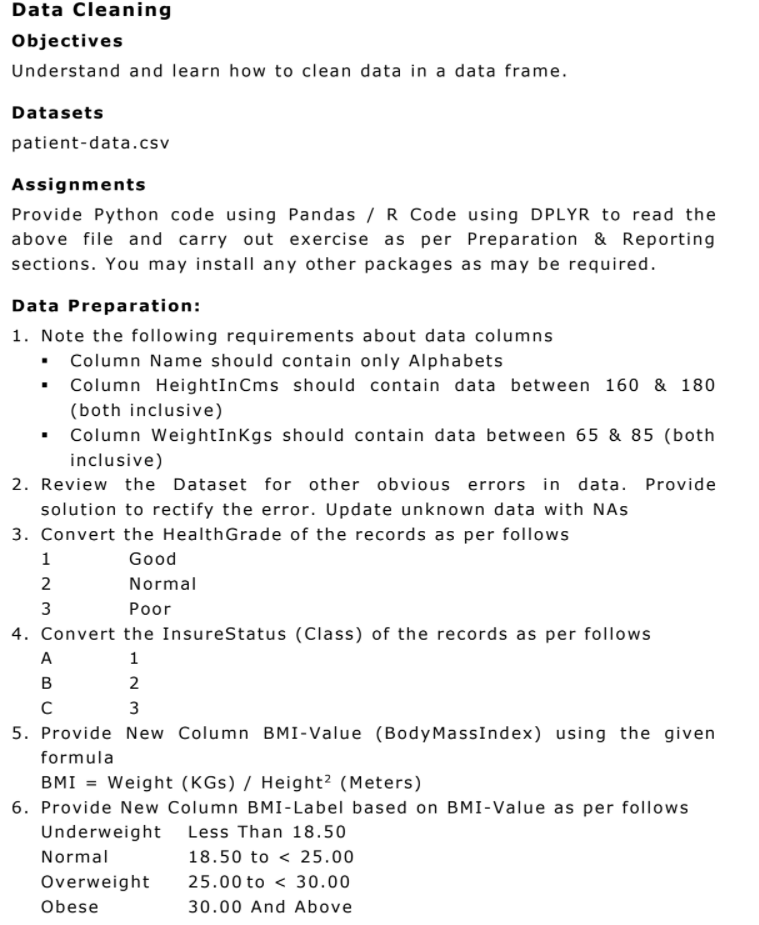 Data Cleaning
Objectives
Understand and learn how to clean data in a data frame.
Datasets
patient-data.csv
Assignments
Provide Python code using Pandas / R Code using DPLYR to read the
above file and carry out exercise as per Preparation & Reporting
sections. You may install any other packages as may be required.
Data Preparation:
1. Note the following requirements about data columns
▪ Column Name should contain only Alphabets
▪ Column HeightInCms should contain data between 160 & 180
(both inclusive)
▪ Column WeightInKgs should contain data between 65 & 85 (both
inclusive)
2. Review the Dataset for other obvious errors in data. Provide
solution to rectify the error. Update unknown data with NAs
3. Convert the HealthGrade of the records as per follows
1 Good
2 Normal
3 Poor
4. Convert the InsureStatus (Class) of the records as per follows
A 1
B 2
C 3
5. Provide New Column BMI-Value (BodyMassIndex) using the given
formula
BMI = Weight (KGs) / Height² (Meters)
6. Provide New Column BMI-Label based on BMI-Value as per follows
Underweight Less Than 18.50
Normal 18.50 to < 25.00
Overweight 25.00 to < 30.00
Obese 30.00 And Above